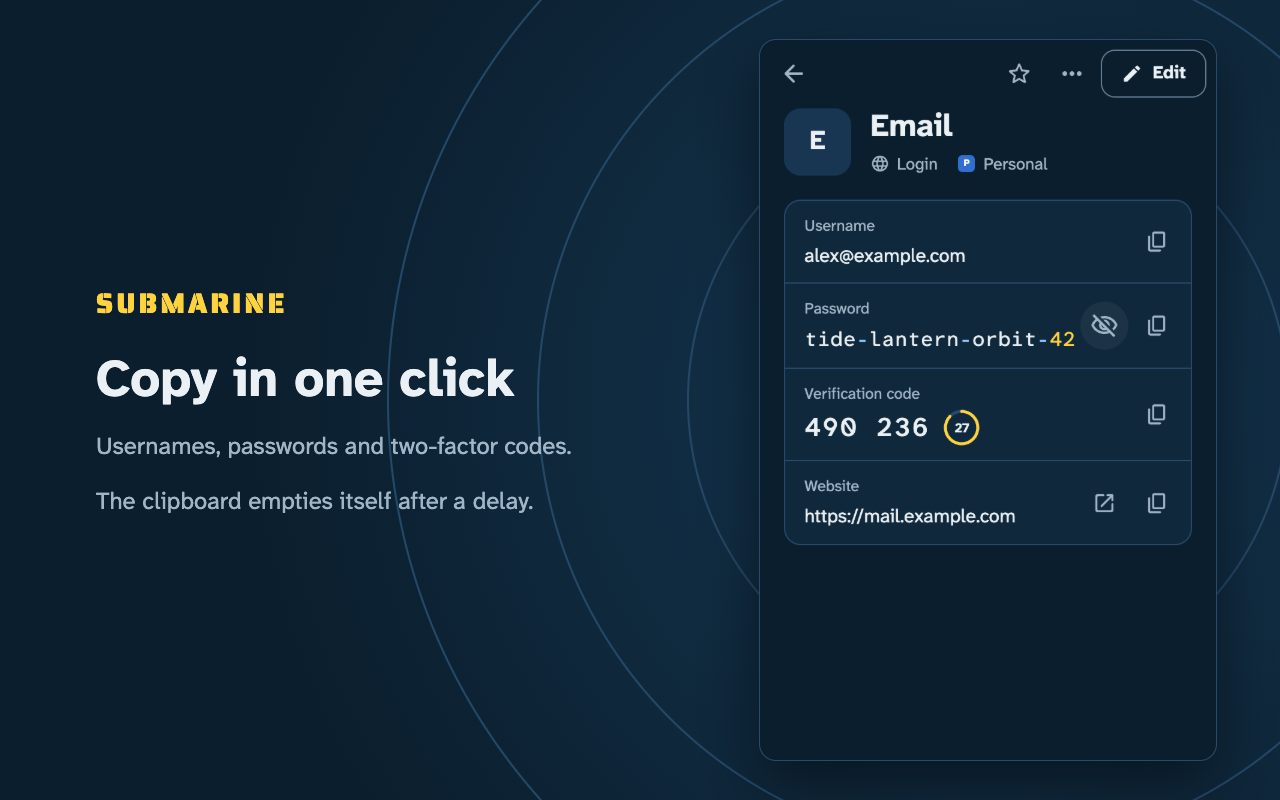 SUBMARINE
Copy in one click
Usernames, passwords and two-factor codes.
The clipboard empties itself after a delay.
Edit
E
Email
Login
P
Personal
Username
alex@example.com
Password
tide-lantern-orbit-42
Verification code
490 236
27
Website
https://mail.example.com